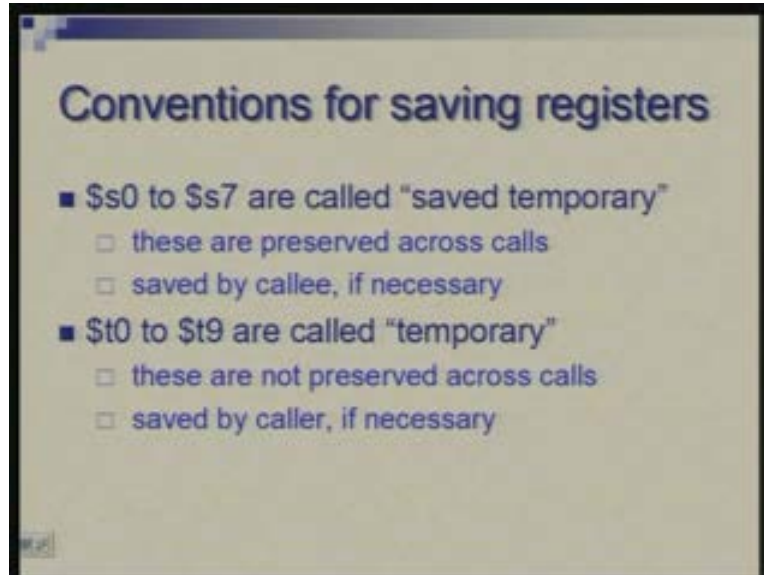 Conventions for saving registers
$s0 to $s7 are called “saved temporary”
these are preserved across calls
saved by callee, if necessary
$t0 to $t9 are called “temporary”
these are not preserved across calls
saved by caller, if necessary